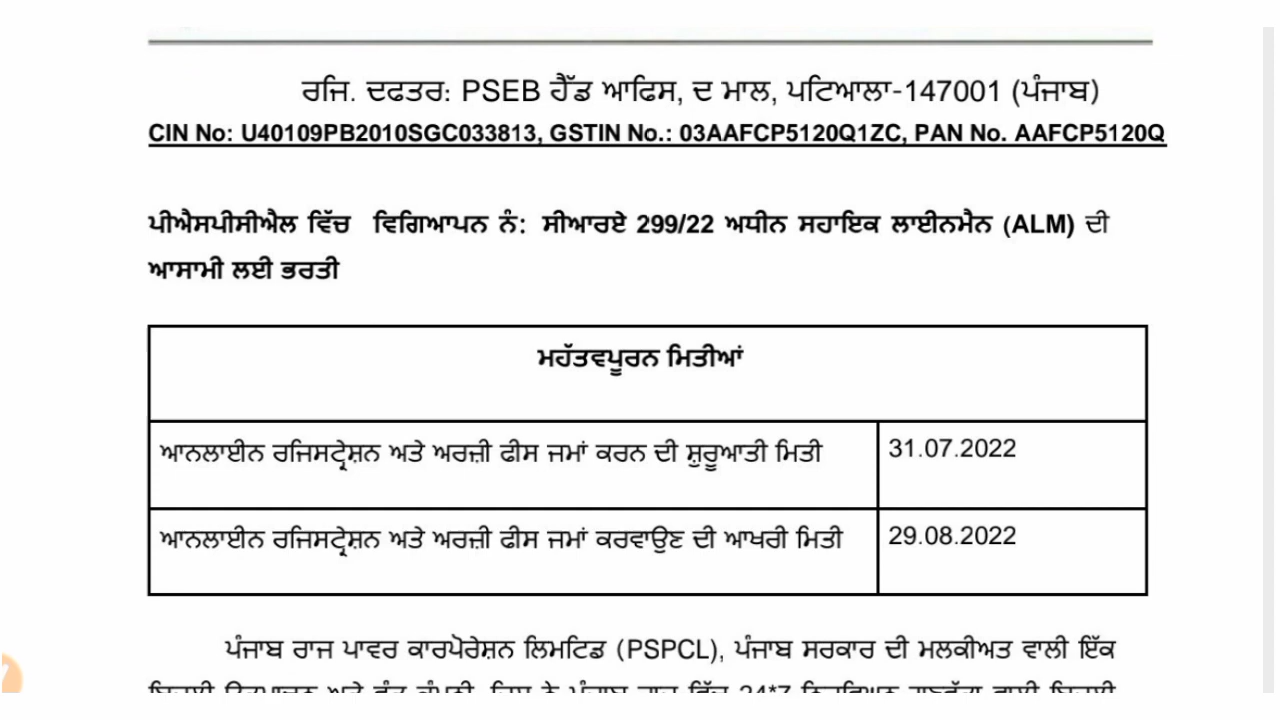 ਰਜਿ. ਦਫਤਰ: PSEB ਹੈੱਡ ਆਫਿਸ, ਦ ਮਾਲ, ਪਟਿਆਲਾ-147001 (ਪੰਜਾਬ)
CIN No: U40109PB2010SGC033813, GSTIN No.: 03AAFCP5120Q1ZC, PAN No. AAFCP5120Q
ਪੀਐਸਪੀਸੀਐਲ ਵਿੱਚ ਵਿਗਿਆਪਨ ਨੰ: ਸੀਆਰਏ 299/22 ਅਧੀਨ ਸਹਾਇਕ ਲਾਈਨਮੈਨ (ALM) ਦੀ
ਆਸਾਮੀ ਲਈ ਭਰਤੀ
ਮਹੱਤਵਪੂਰਨ ਮਿਤੀਆਂ
ਆਨਲਾਈਨ ਰਜਿਸਟ੍ਰੇਸ਼ਨ ਅਤੇ ਅਰਜ਼ੀ ਫੀਸ ਜਮਾਂ ਕਰਨ ਦੀ ਸ਼ੁਰੂਆਤੀ ਮਿਤੀ 31.07.2022
ਆਨਲਾਈਨ ਰਜਿਸਟ੍ਰੇਸ਼ਨ ਅਤੇ ਅਰਜ਼ੀ ਫੀਸ ਜਮਾਂ ਕਰਵਾਉਣ ਦੀ ਆਖਰੀ ਮਿਤੀ 29.08.2022
ਪੰਜਾਬ ਰਾਜ ਪਾਵਰ ਕਾਰਪੋਰੇਸ਼ਨ ਲਿਮਟਿਡ (PSPCL), ਪੰਜਾਬ ਸਰਕਾਰ ਦੀ ਮਲਕੀਅਤ ਵਾਲੀ ਇੱਕ